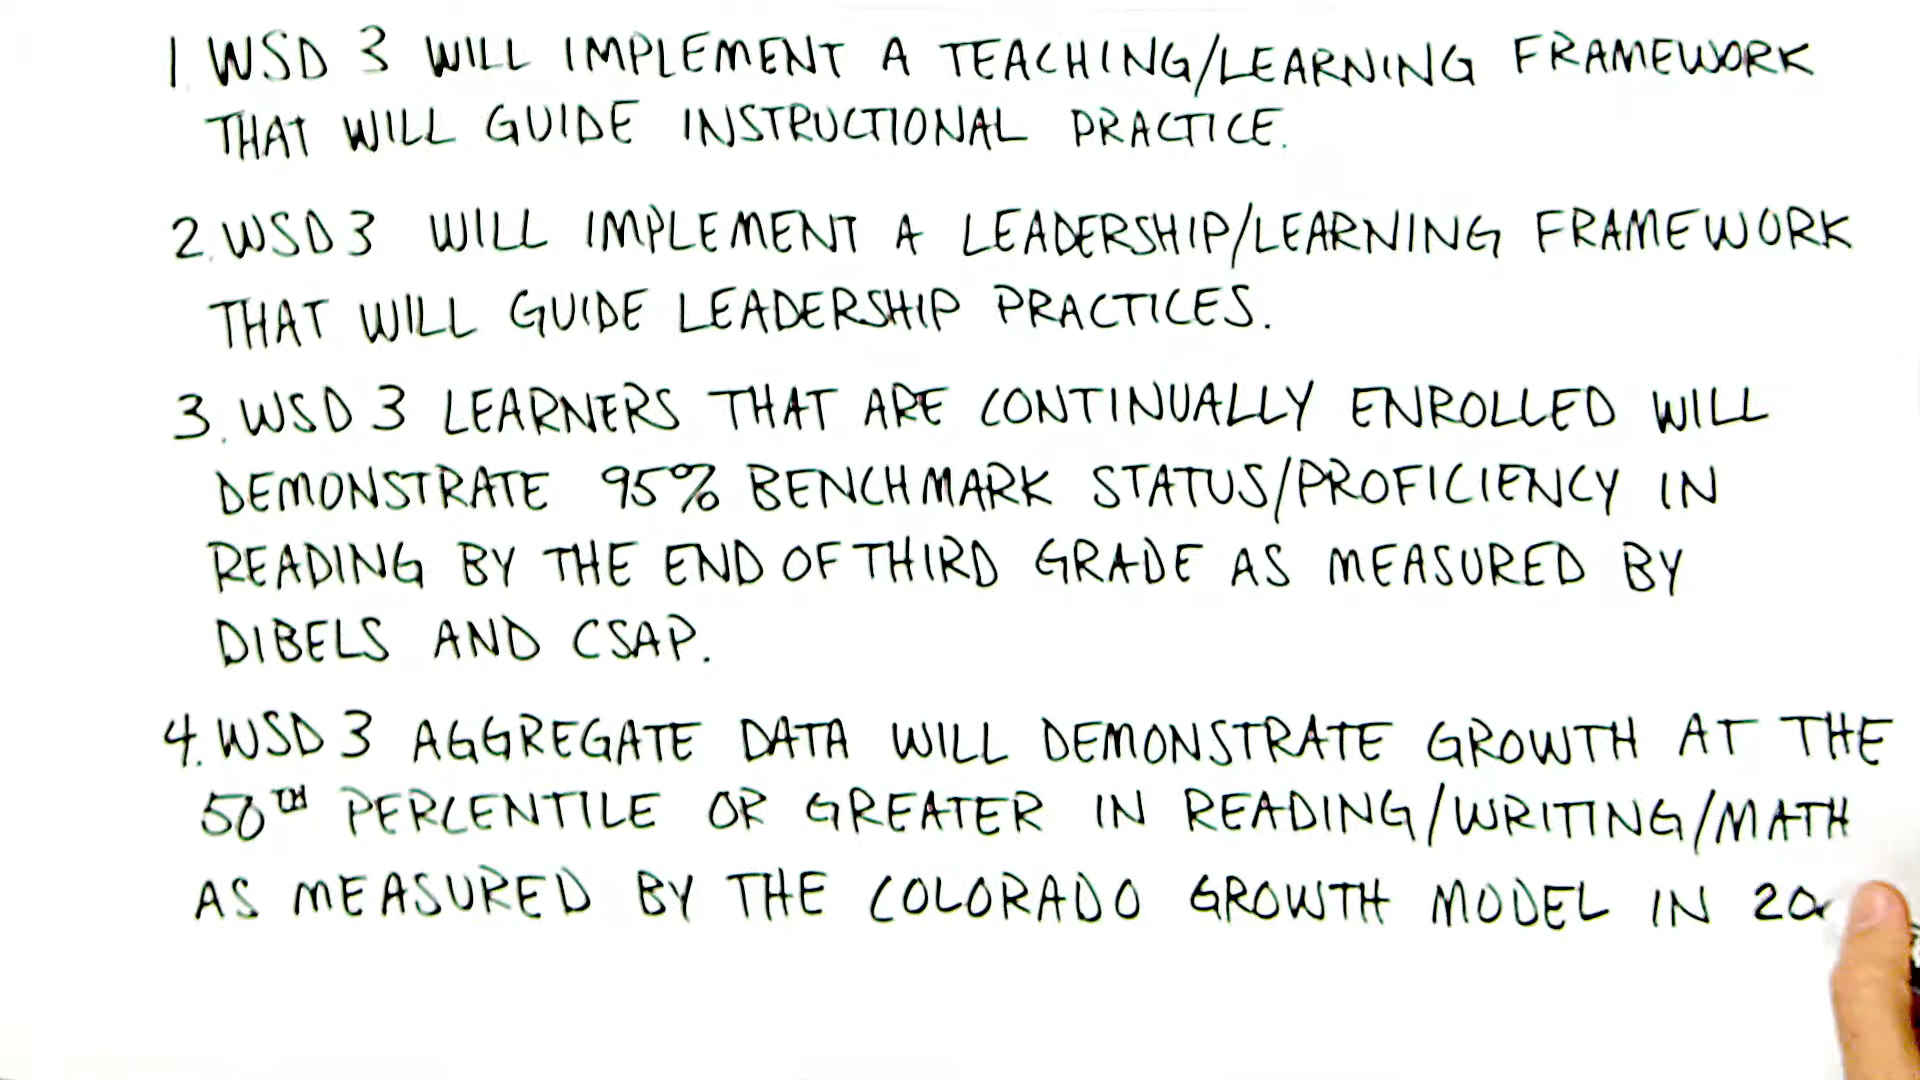 1. WSD 3 WILL IMPLEMENT A TEACHING/LEARNING FRAMEWORK
THAT WILL GUIDE INSTRUCTIONAL PRACTICE.
2. WSD 3 WILL IMPLEMENT A LEADERSHIP/LEARNING FRAMEWORK
THAT WILL GUIDE LEADERSHIP PRACTICES.
3. WSD 3 LEARNERS THAT ARE CONTINUALLY ENROLLED WILL
DEMONSTRATE 95% BENCHMARK STATUS/PROFICIENCY IN
READING BY THE END OF THIRD GRADE AS MEASURED BY
DIBELS AND CSAP.
4. WSD 3 AGGREGATE DATA WILL DEMONSTRATE GROWTH AT THE
50TH PERCENTILE OR GREATER IN READING/WRITING/MATH
AS MEASURED BY THE COLORADO GROWTH MODEL IN